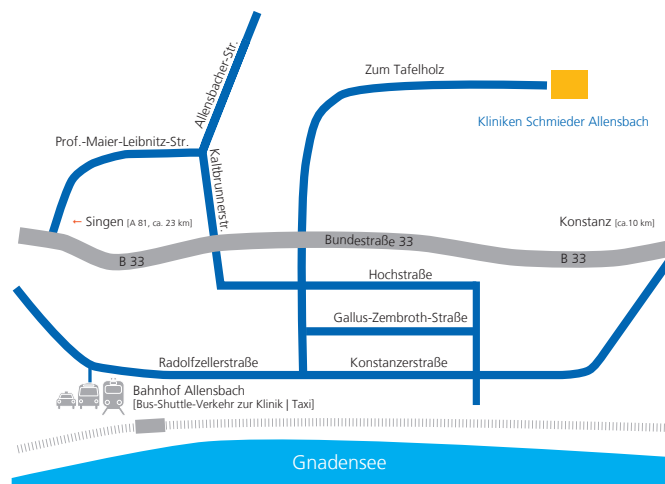 Allensbacher-Str.
Zum Tafelholz
Kliniken Schmieder Allensbach
Prof.-Maier-Leibnitz-Str.
Kaltbrunnerstr.
← Singen [A 81, ca. 23 km]
Konstanz [ca.10 km]
Bundestraße 33
B 33
B 33
Hochstraße
Gallus-Zembroth-Straße
Radolfzellerstraße
Konstanzerstraße
Bahnhof Allensbach
[Bus-Shuttle-Verkehr zur Klinik | Taxi]
Gnadensee